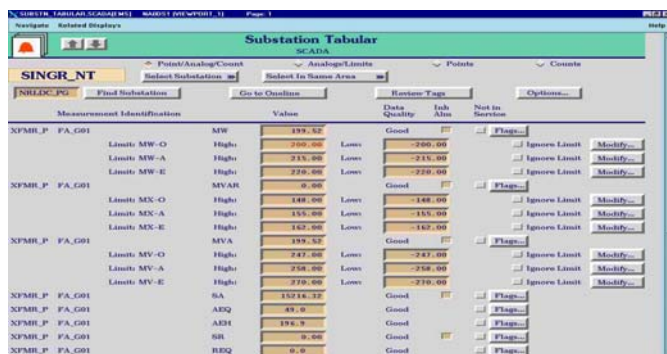 SUBSTN_TABULAR,SCADA[EMS] NARDS1 (VIEWPORT_1) Page: 1
Navigate Related Displays Help
Substation Tabular
SCADA
Point/Analog/Count Analogs/Limits Points Counts
SINGR_NT Select Substation Select In Same Area
NRLDC_PG Find Substation Go to Oneline Review Tags Options...
Measurement Identification Value Data Quality Inh Alm Not in Service
XFMR_P FA_G01 MW 199.52 Good Flags...
Limit: MW-O High: 200.00 Low: -200.00 Ignore Limit Modify...
Limit: MW-A High: 215.00 Low: -215.00 Ignore Limit Modify...
Limit: MW-E High: 220.00 Low: -220.00 Ignore Limit Modify...
XFMR_P FA_G01 MVAR 0.00 Good Flags...
Limit: MX-O High: 148.00 Low: -148.00 Ignore Limit Modify...
Limit: MX-A High: 155.00 Low: -155.00 Ignore Limit Modify...
Limit: MX-E High: 162.00 Low: -162.00 Ignore Limit Modify...
XFMR_P FA_G01 MVA 199.52 Good Flags...
Limit: MV-O High: 247.00 Low: -247.00 Ignore Limit Modify...
Limit: MV-A High: 258.00 Low: -258.00 Ignore Limit Modify...
Limit: MV-E High: 270.00 Low: -270.00 Ignore Limit Modify...
XFMR_P FA_G01 SA 15216.32 Good Flags...
XFMR_P FA_G01 AEQ 49.0 Good Flags...
XFMR_P FA_G01 AEH 196.9 Good Flags...
XFMR_P FA_G01 SR 0.00 Good Flags...
XFMR_P FA_G01 REQ 0.0 Good Flags...